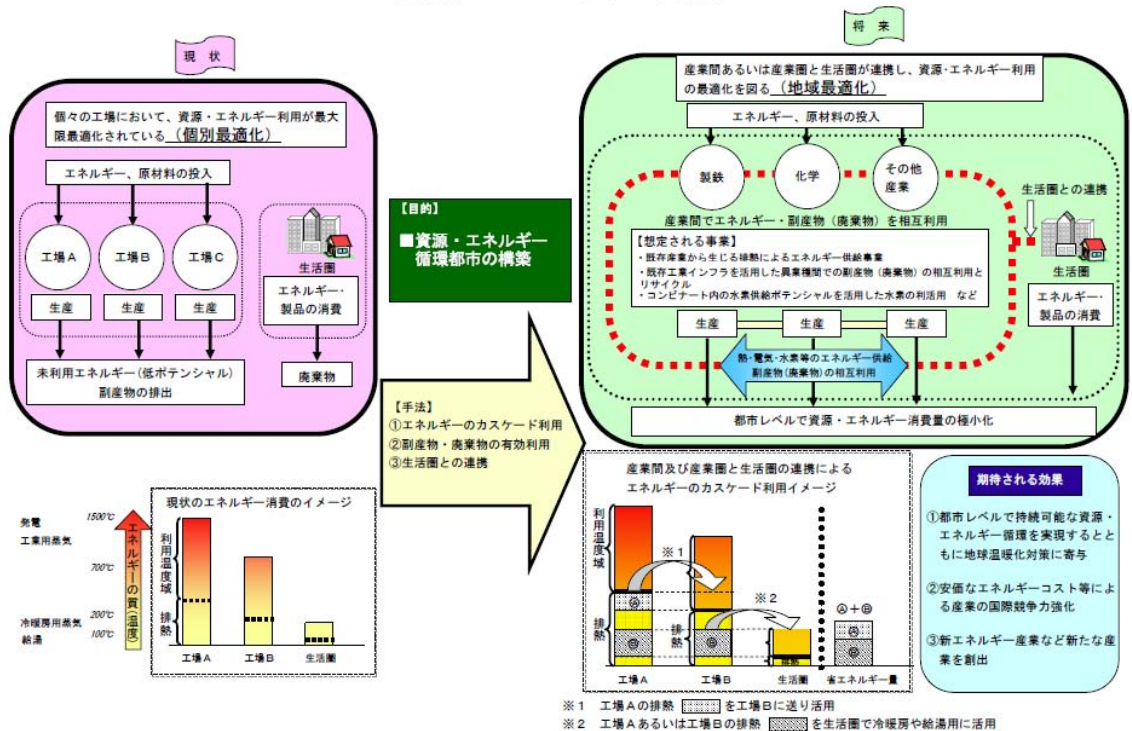 現 状
個々の工場において、資源・エネルギー利用が最大
限最適化されている （個別最適化）
エネルギー、原材料の投入
工場A
工場B
工場C
生産
生産
生産
未利用エネルギー(低ポテンシャル)
副産物の排出
生活圏
エネルギー・
製品の消費
廃棄物
【目的】
■資源・エネルギー
循環都市の構築
【手法】
①エネルギーのカスケード利用
②副産物・廃棄物の有効利用
③生活圏との連携
将 来
産業間あるいは産業圏と生活圏が連携し、資源・エネルギー利用
の最適化を図る （地域最適化）
エネルギー、原材料の投入
製鉄
化学
その他
産業
産業間でエネルギー・副産物（廃棄物）を相互利用
【想定される事業】
・既存産業から生じる排熱によるエネルギー供給事業
・既存工業インフラを活用した異業種間での副産物（廃棄物）の相互利用と
リサイクル
・コンビナート内の水素供給ポテンシャルを活用した水素の利活用 など
生産
生産
生産
熱・電気・水素等のエネルギー供給
副産物(廃棄物)の相互利用
生活圏との連携
生活圏
エネルギー・
製品の消費
都市レベルで資源・エネルギー消費量の極小化
現状のエネルギー消費のイメージ
発電
工業用蒸気
冷暖房用蒸気
給湯
1500℃
700℃
200℃
100℃
エネルギーの質(温度)
利用温度域
排熱
工場A
工場B
生活圏
産業間及び産業圏と生活圏の連携による
エネルギーのカスケード利用イメージ
利用温度域
排熱
※1
Ⓐ
Ⓑ
排熱
※2
Ⓑ
排熱
Ⓐ+Ⓑ
Ⓐ
Ⓑ
工場A
工場B
生活圏
省エネルギー量
※1 工場Aの排熱 を工場Bに送り活用
※2 工場Aあるいは工場Bの排熱 を生活圏で冷暖房や給湯用に活用
期待される効果
①都市レベルで持続可能な資源・
エネルギー循環を実現するとと
もに地球温暖化対策に寄与
②安価なエネルギーコスト等によ
る産業の国際競争力強化
③新エネルギー産業など新たな産
業を創出